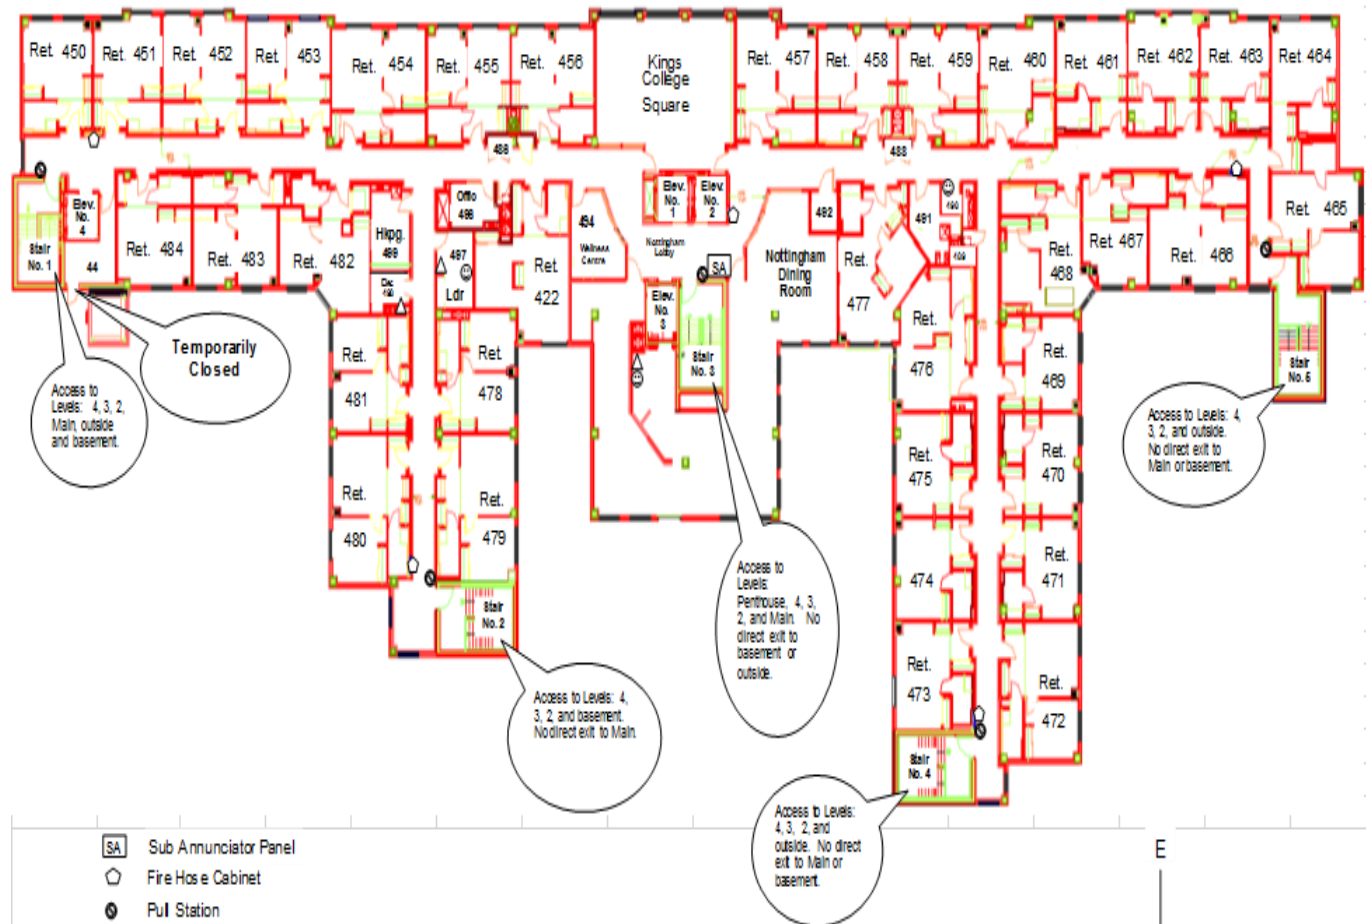 Ret. 450
Ret. 451
Ret. 452
Ret. 453
Ret. 454
Ret. 455
Ret. 456
Kings
College
Square
Ret. 457
Ret. 458
Ret. 459
Ret. 460
Ret. 461
Ret. 462
Ret. 463
Ret. 464
486
488
Elev.
No.
4
Stair
No. 1
44
Ret. 484
Ret. 483
Ret. 482
Hkpg.
Offic
497
Ldr
Ret.
422
494
Wellness
Centre
Nottingham
Lobby
Elev.
No.
1
Elev.
No.
2
SA
Elev.
No.
3
Stair
No. 3
Nottingham
Dining
Room
492
Ret.
477
491
490
Ret.
468
Ret.
467
Ret.
466
Ret. 465
Stair
No. 5
Temporarily
Closed
Access to
Levels: 4, 3, 2,
Main, outside
and basement.
Ret.
481
Ret.
478
Ret.
480
Ret.
479
Stair
No. 2
Access to Levels: 4,
3, 2, and basement.
No direct exit to Main.
Access to
Levels:
Penthouse, 4, 3,
2, and Main. No
direct exit to
basement or
outside.
Ret.
476
Ret.
469
Ret.
475
Ret.
470
474
Ret.
471
Ret.
473
Ret.
472
Stair
No. 4
Access to Levels: 4,
3, 2, and outside.
No direct exit to
Main or basement.
Access to Levels:
4, 3, 2, and
outside. No direct
exit to Main or
basement.
E
SA Sub Annunciator Panel
Fire Hose Cabinet
Pull Station